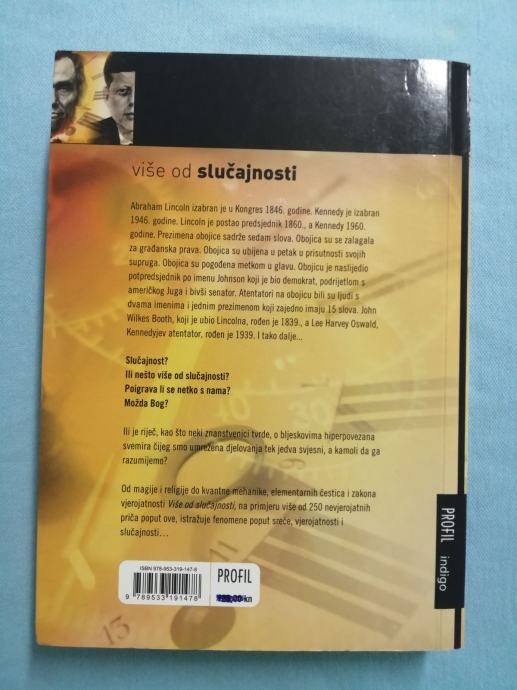 više od slučajnosti
Abraham Lincoln izabran je u Kongres 1846. godine. Kennedy je izabran
1946. godine. Lincoln je postao predsjednik 1860., a Kennedy 1960.
godine. Prezimena obojice sadrže sedam slova. Obojica su se zalagala
za građanska prava. Obojica su ubijena u petak u prisutnosti svojih
supruga. Obojica su pogođena metkom u glavu. Obojicu je naslijedio
potpredsjednik po imenu Johnson koji je bio demokrat, podrijetlom s
američkog Juga i bivši senator. Atentatori na obojicu bili su ljudi s
dvama imenima i jednim prezimenom koji zajedno imaju 15 slova. John
Wilkes Booth, koji je ubio Lincolna, rođen je 1839., a Lee Harvey Oswald,
Kennedyjev atentator, rođen je 1939. I tako dalje...
Slučajnost?
Ili nešto više od slučajnosti?
Poigrava li se netko s nama?
Možda Bog?
Ili je riječ, kao što neki znanstvenici tvrde, o bljeskovima hiperpovezana
svemira čijeg smo umrežena djelovanja tek jedva svjesni, a kamoli da ga
razumijemo?
Od magije i religije do kvantne mehanike, elementarnih čestica i zakona
vjerojatnosti Više od slučajnosti, na primjeru više od 250 nevjerojatnih
priča poput ove, istražuje fenomene poput sreće, vjerojatnosti i
slučajnosti...
ISBN 978-953-319-147-8
9 789533 191478
PROFIL
kn
PROFIL indigo
11
13